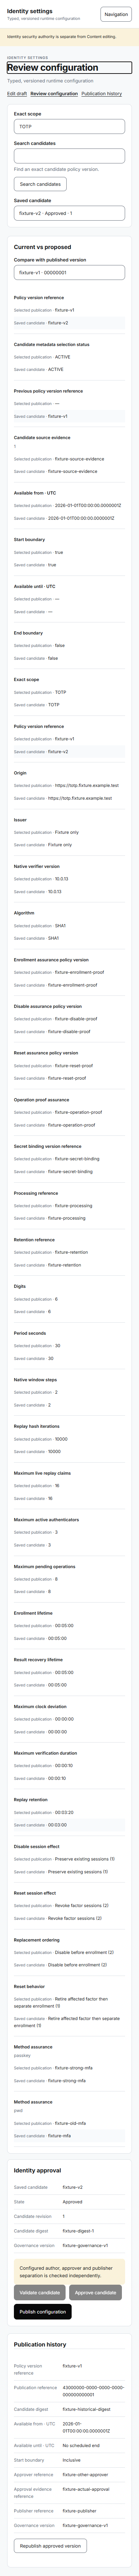 Identity settings
Typed, versioned runtime configuration
Navigation
Identity security authority is separate from Content editing.
IDENTITY SETTINGS
Review configuration
Typed, versioned runtime configuration
Edit draft Review configuration Publication history
Exact scope
TOTP
Search candidates
Find an exact candidate policy version.
Search candidates
Saved candidate
fixture-v2 · Approved · 1
Current vs proposed
Compare with published version
fixture-v1 · 00000001
Policy version reference
Selected publication · fixture-v1
Saved candidate · fixture-v2
Candidate metadata selection status
Selected publication · ACTIVE
Saved candidate · ACTIVE
Previous policy version reference
Selected publication · —
Saved candidate · fixture-v1
Candidate source evidence
Selected publication · fixture-source-evidence
Saved candidate · fixture-source-evidence
Available from · UTC
Selected publication · 2026-01-01T00:00:00.0000001Z
Saved candidate · 2026-01-01T00:00:00.0000001Z
Start boundary
Selected publication · true
Saved candidate · true
Available until · UTC
Selected publication · —
Saved candidate · —
End boundary
Selected publication · false
Saved candidate · false
Exact scope
Selected publication · TOTP
Saved candidate · TOTP
Policy version reference
Selected publication · fixture-v1
Saved candidate · fixture-v2
Origin
Selected publication · https://totp.fixture.example.test
Saved candidate · https://totp.fixture.example.test
Issuer
Selected publication · Fixture only
Saved candidate · Fixture only
Native verifier version
Selected publication · 10.0.13
Saved candidate · 10.0.13
Algorithm
Selected publication · SHA1
Saved candidate · SHA1
Enrollment assurance policy version
Selected publication · fixture-enrollment-proof
Saved candidate · fixture-enrollment-proof
Disable assurance policy version
Selected publication · fixture-disable-proof
Saved candidate · fixture-disable-proof
Reset assurance policy version
Selected publication · fixture-reset-proof
Saved candidate · fixture-reset-proof
Operation proof assurance
Selected publication · fixture-operation-proof
Saved candidate · fixture-operation-proof
Secret binding version reference
Selected publication · fixture-secret-binding
Saved candidate · fixture-secret-binding
Processing reference
Selected publication · fixture-processing
Saved candidate · fixture-processing
Retention reference
Selected publication · fixture-retention
Saved candidate · fixture-retention
Digits
Selected publication · 6
Saved candidate · 6
Period seconds
Selected publication · 30
Saved candidate · 30
Native window steps
Selected publication · 2
Saved candidate · 2
Replay hash iterations
Selected publication · 10000
Saved candidate · 10000
Maximum live replay claims
Selected publication · 16
Saved candidate · 16
Maximum active authenticators
Selected publication · 3
Saved candidate · 3
Maximum pending operations
Selected publication · 8
Saved candidate · 8
Enrollment lifetime
Selected publication · 00:05:00
Saved candidate · 00:05:00
Result recovery lifetime
Selected publication · 00:05:00
Saved candidate · 00:05:00
Maximum clock deviation
Selected publication · 00:00:00
Saved candidate · 00:00:00
Maximum verification duration
Selected publication · 00:00:10
Saved candidate · 00:00:10
Replay retention
Selected publication · 00:03:20
Saved candidate · 00:03:00
Disable session effect
Selected publication · Preserve existing sessions (1)
Saved candidate · Preserve existing sessions (1)
Reset session effect
Selected publication · Revoke factor sessions (2)
Saved candidate · Revoke factor sessions (2)
Replacement ordering
Selected publication · Disable before enrollment (2)
Saved candidate · Disable before enrollment (2)
Reset behavior
Selected publication · Retire affected factor then
separate enrollment (1)
Saved candidate · Retire affected factor then separate
enrollment (1)
Method assurance
passkey
Selected publication · fixture-strong-mfa
Saved candidate · fixture-strong-mfa
Method assurance
pwd
Selected publication · fixture-old-mfa
Saved candidate · fixture-mfa
Identity approval
Saved candidate fixture-v2
State Approved
Candidate revision 1
Candidate digest fixture-digest-1
Governance version fixture-governance-v1
Configured author, approver and publisher
separation is checked independently.
Validate candidate Approve candidate
Publish configuration
Publication history
Policy version fixture-v1
reference
Publication reference 43000000-0000-0000-0000-
000000000001
Candidate digest fixture-historical-digest
Available from · UTC 2026-01-
01T00:00:00.0000001Z
Available until · UTC No scheduled end
Start boundary Inclusive
Approver reference fixture-other-approver
Approval evidence fixture-actual-approval
reference
Publisher reference fixture-publisher
Governance version fixture-governance-v1
Republish approved version